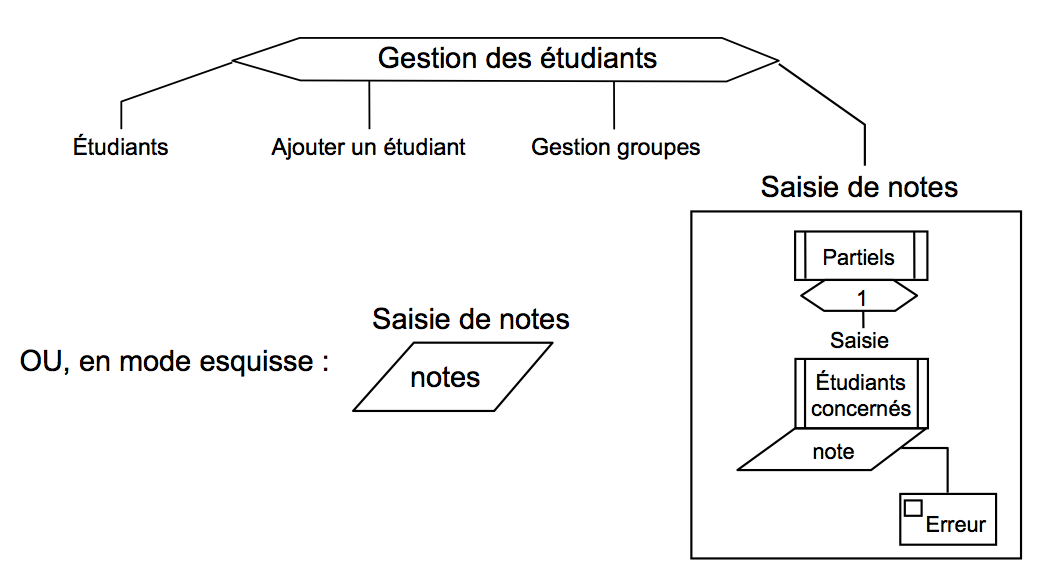 Gestion des étudiants
Étudiants
Ajouter un étudiant
Gestion groupes
Saisie de notes
Partiels
1
Saisie
Étudiants
concernés
note
Erreur
Saisie de notes
OU, en mode esquisse :
notes